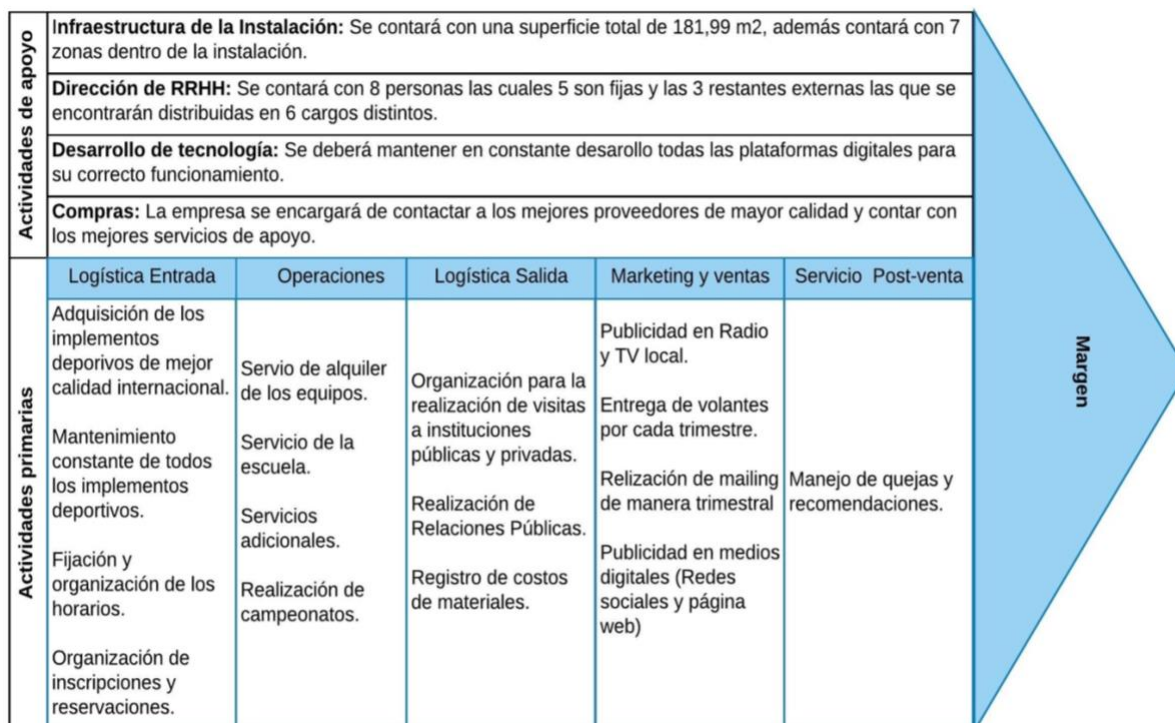 Actividades de apoyo
Infraestructura de la Instalación: Se contará con una superficie total de 181,99 m2, además contará con 7
zonas dentro de la instalación.
Dirección de RRHH: Se contará con 8 personas las cuales 5 son fijas y las 3 restantes externas las que se
encontrarán distribuidas en 6 cargos distintos.
Desarrollo de tecnología: Se deberá mantener en constante desarollo todas las plataformas digitales para
su correcto funcionamiento.
Compras: La empresa se encargará de contactar a los mejores proveedores de mayor calidad y contar con
los mejores servicios de apoyo.
Actividades primarias
Logística Entrada
Adquisición de los
implementos
deporivos de mejor
calidad internacional.
Mantenimiento
constante de todos
los implementos
deportivos.
Fijación y
organización de los
horarios.
Organización de
inscripciones y
reservaciones.
Operaciones
Servio de alquiler
de los equipos.
Servicio de la
escuela.
Servicios
adicionales.
Realización de
campeonatos.
Logística Salida
Organización para la
realización de visitas
a instituciones
públicas y privadas.
Realización de
Relaciones Públicas.
Registro de costos
de materiales.
Marketing y ventas
Publicidad en Radio
y TV local.
Entrega de volantes
por cada trimestre.
Relización de mailing
de manera trimestral
Publicidad en medios
digitales (Redes
sociales y página
web)
Servicio Post-venta
Manejo de quejas y
recomendaciones.
Margen